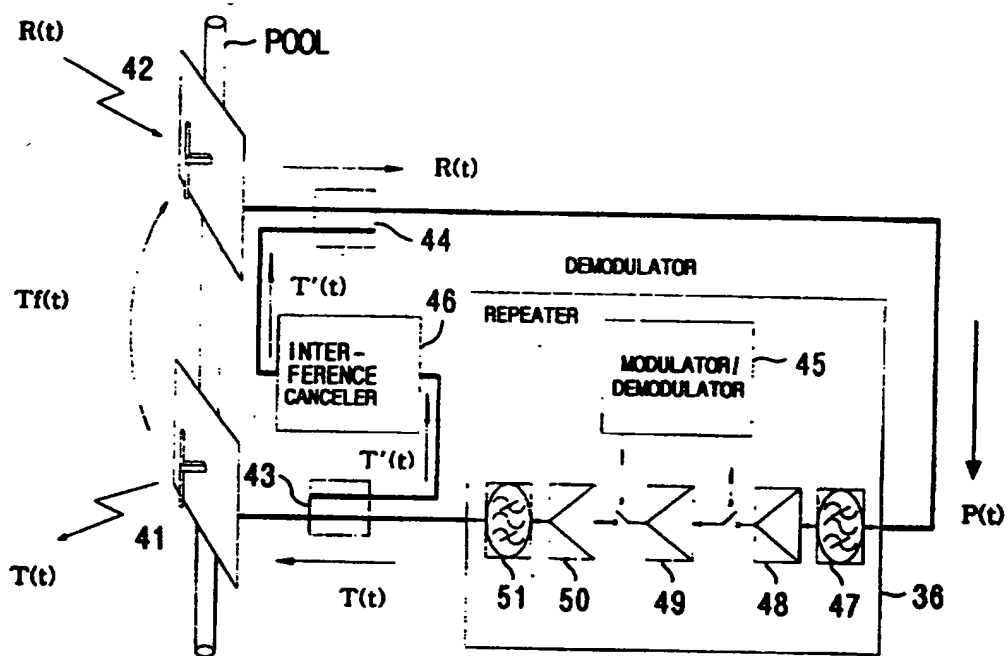 R(t)
42
POOL
R(t)
44
DEMODULATOR
Tf(t)
T'(t)
46
REPEATER
INTER-
FERENCE
CANCELER
MODULATOR/
DEMODULATOR
45
T'(t)
43
41
T(t)
T(t)
51
50
49
48
47
36
P(t)